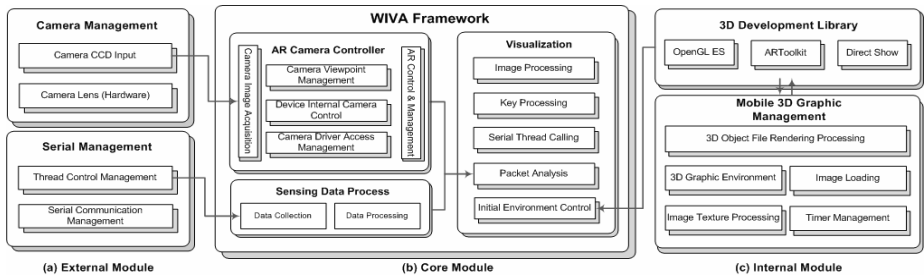 Camera Management
Camera CCD Input
Camera Lens (Hardware)
Serial Management
Thread Control Management
Serial Communication
Management
(a) External Module
WIVA Framework
AR Camera Controller
Camera Image Acquisition
Camera Viewpoint
Management
Device Internal Camera
Control
Camera Driver Access
Management
AR Control & Management
Sensing Data Process
Data Collection
Data Processing
Visualization
Image Processing
Key Processing
Serial Thread Calling
Packet Analysis
Initial Environment Control
(b) Core Module
3D Development Library
OpenGL ES
ARToolkit
Direct Show
Mobile 3D Graphic
Management
3D Object File Rendering Processing
3D Graphic Environment
Image Loading
Image Texture Processing
Timer Management
(c) Internal Module